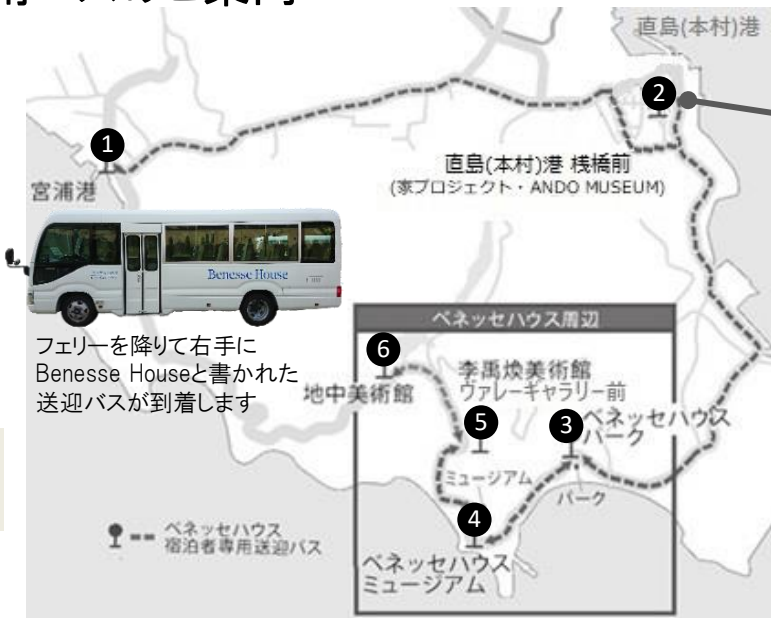 直島(本村)港
2
1
宮浦港
直島(本村)港 桟橋前
(家プロジェクト・ANDO MUSEUM)
Benesse House
フェリーを降りて右手に
Benesse Houseと書かれた
送迎バスが到着します
ベネッセハウス周辺
6
地中美術館
李禹煥美術館
ヴァレーギャラリー前
5
3
ベネッセハウス
パーク
ミュージアム
パーク
4
ベネッセハウス
ミュージアム
ベネッセハウス
宿泊者専用送迎バス